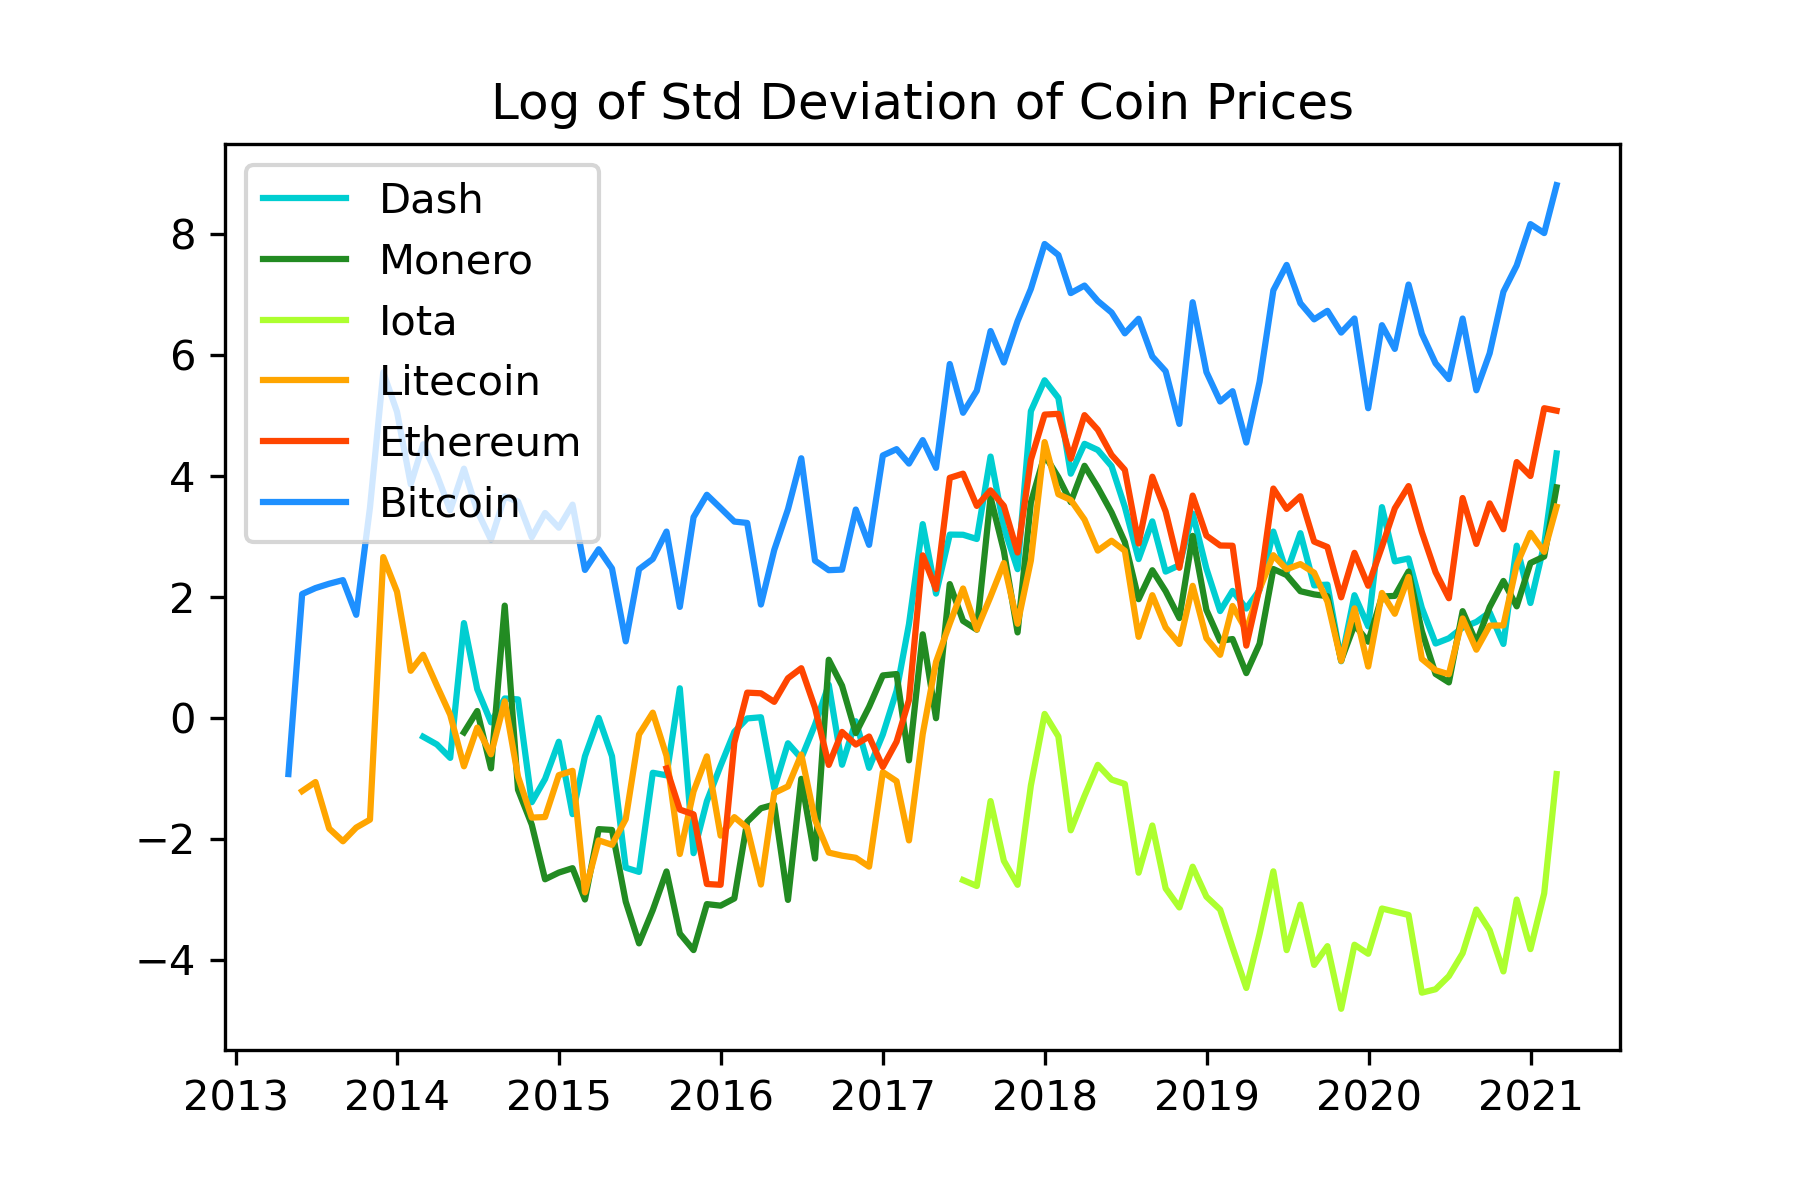 Log of Std Deviation of Coin Prices
Dash
Monero
Iota
Litecoin
Ethereum
Bitcoin
8
6
4
2
0
−2
−4
2013 2014 2015 2016 2017 2018 2019 2020 2021